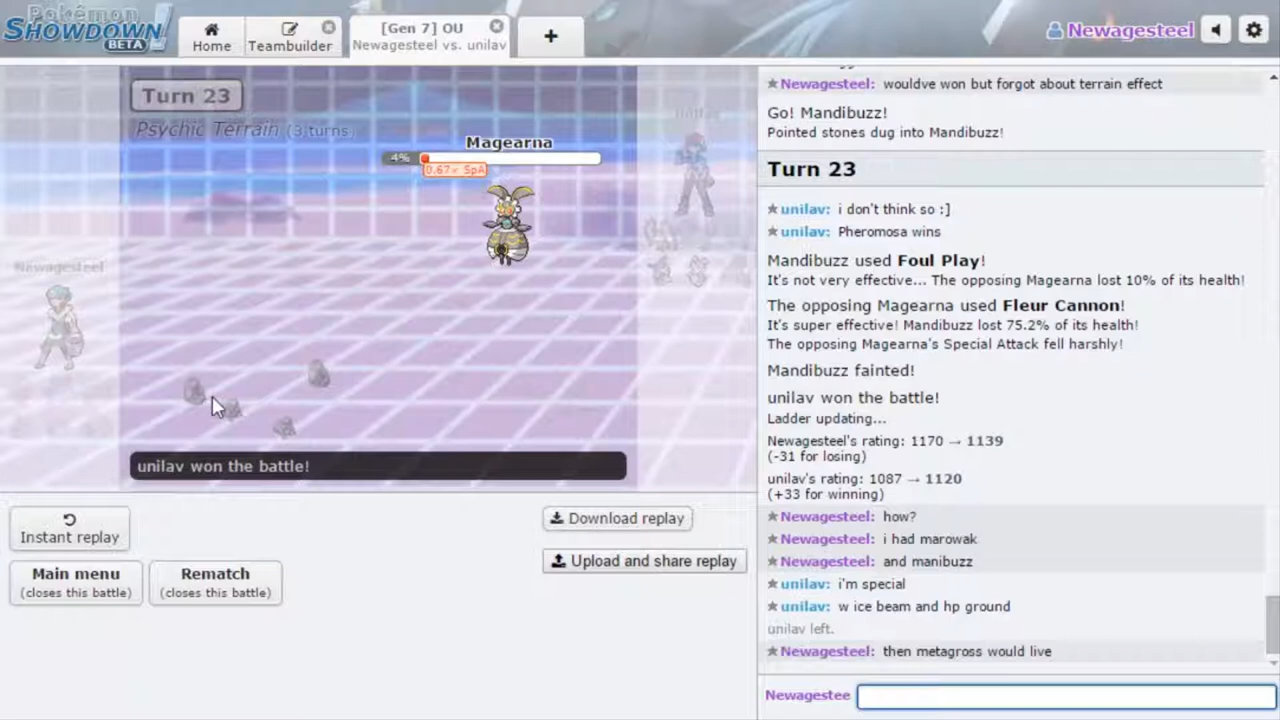 Pokémon
SHOWDOWN!
BETA
Home
Teambuilder
[Gen 7] OU
Newagesteel vs. unilav
+
Newagesteel
Turn 23
Psychic Terrain (3 turns)
Magearna
4%
0.67× SpA
Newagesteel
unilav won the battle!
Instant replay
Download replay
Upload and share replay
Main menu
(closes this battle)
Rematch
(closes this battle)
★Newagesteel: wouldve won but forgot about terrain effect
Go! Mandibuzz!
Pointed stones dug into Mandibuzz!
Turn 23
★unilav: i don't think so :]
★unilav: Pheromosa wins
Mandibuzz used Foul Play!
It's not very effective... The opposing Magearna lost 10% of its health!
The opposing Magearna used Fleur Cannon!
It's super effective! Mandibuzz lost 75.2% of its health!
The opposing Magearna's Special Attack fell harshly!
Mandibuzz fainted!
unilav won the battle!
Ladder updating...
Newagesteel's rating: 1170 → 1139
(-31 for losing)
unilav's rating: 1087 → 1120
(+33 for winning)
★Newagesteel: how?
★Newagesteel: i had marowak
★Newagesteel: and manibuzz
★unilav: i'm special
★unilav: w ice beam and hp ground
unilav left.
★Newagesteel: then metagross would live
Newagestee